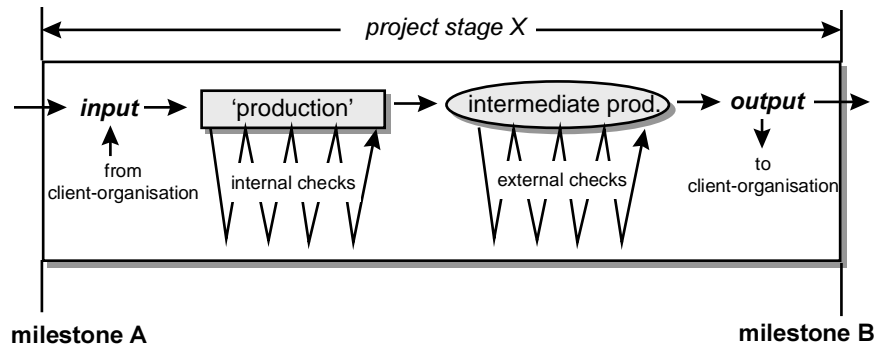 project stage X
input
‘production’
intermediate prod.
output
from
client-organisation
internal checks
external checks
to
client-organisation
milestone A
milestone B